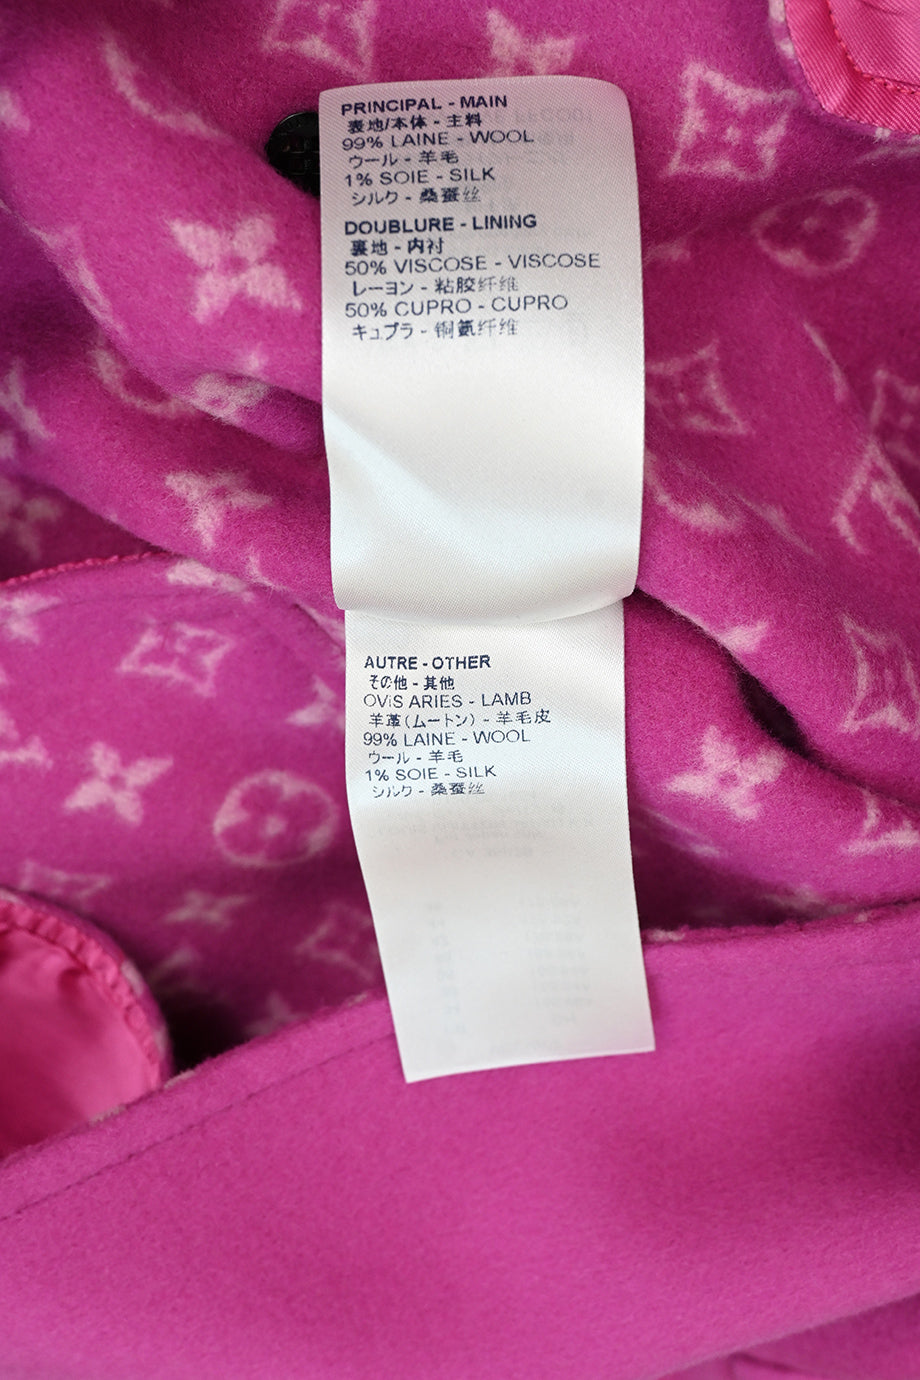 PRINCIPAL - MAIN
表地/本体 - 主料
99% LAINE - WOOL
ウール - 羊毛
1% SOIE - SILK
シルク - 桑蚕丝
DOUBLURE - LINING
裏地 - 内衬
50% VISCOSE - VISCOSE
レーヨン - 粘胶纤维
50% CUPRO - CUPRO
キュプラ - 铜氨纤维
AUTRE - OTHER
その他 - 其他
OVIS ARIES - LAMB
羊革(ムートン) - 羊毛皮
99% LAINE - WOOL
ウール - 羊毛
1% SOIE - SILK
シルク - 桑蚕丝